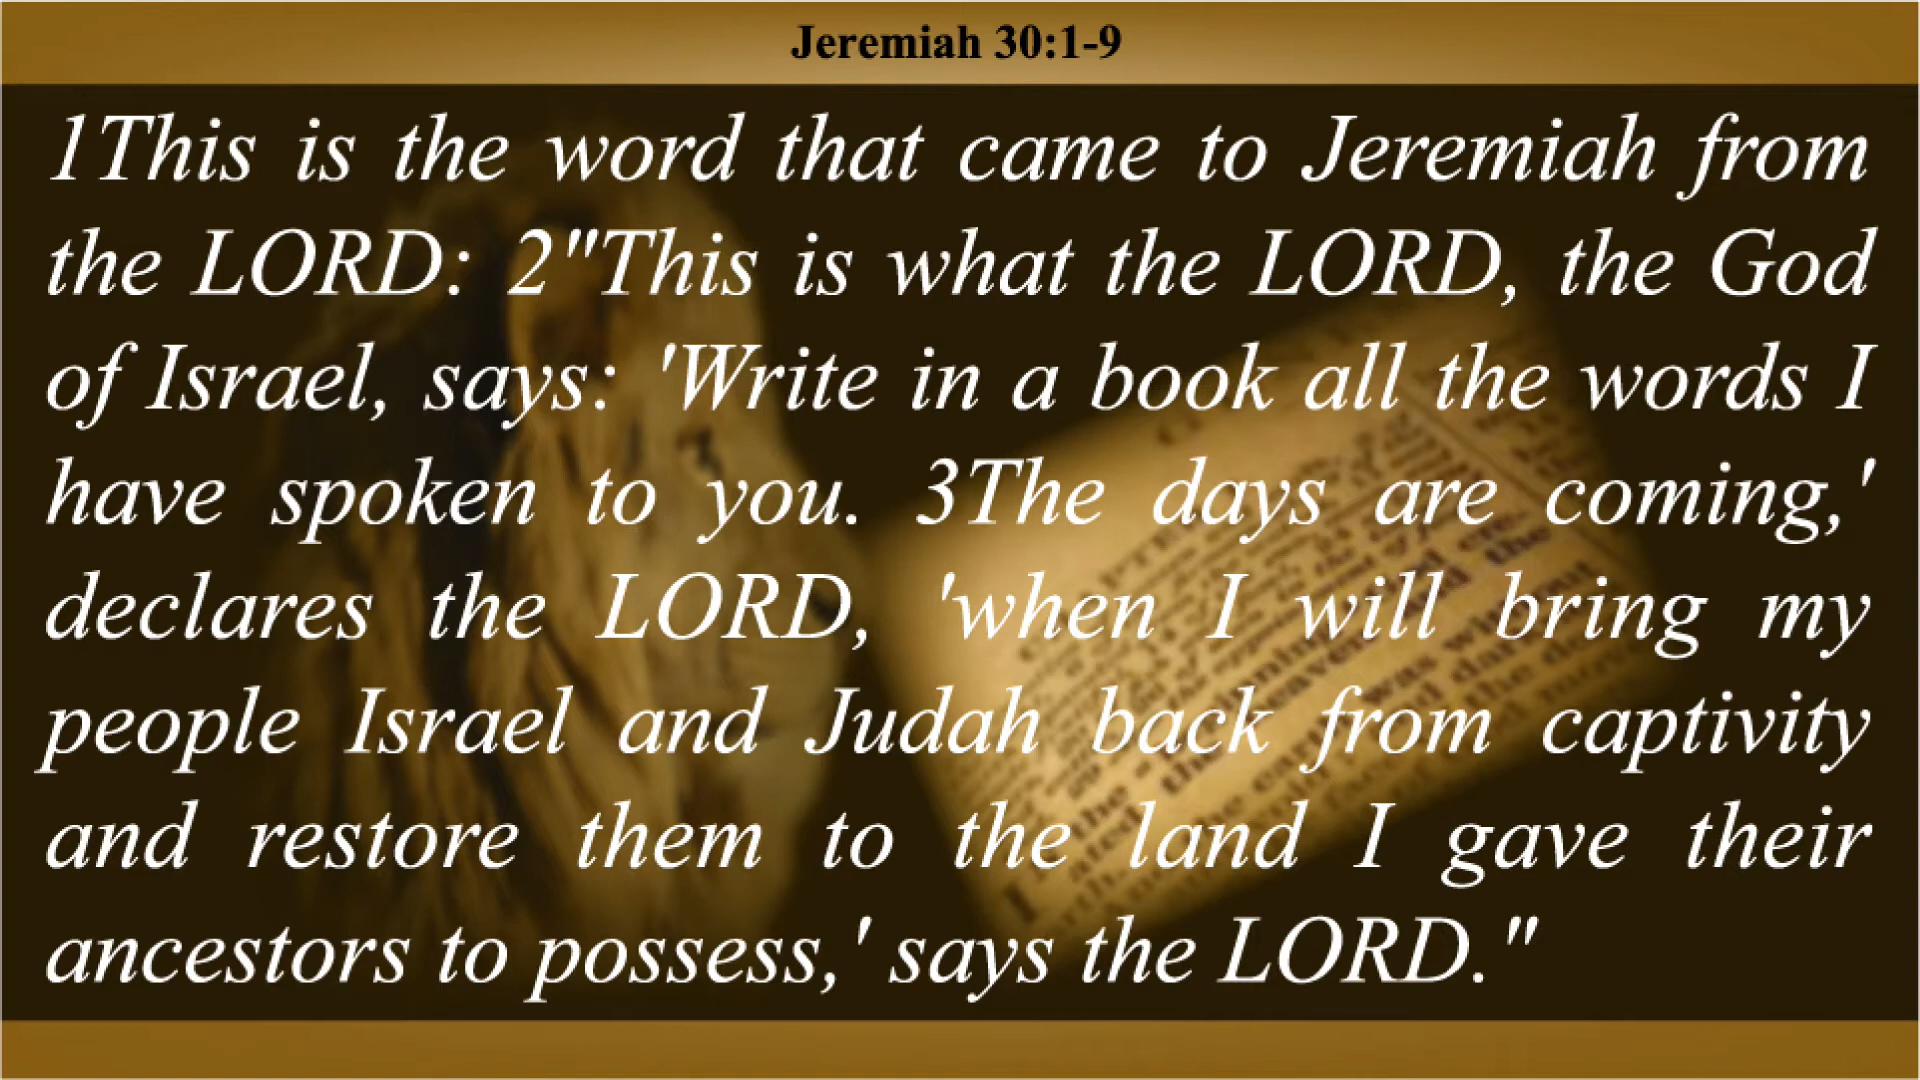 Jeremiah 30:1-9
1This is the word that came to Jeremiah from
the LORD: 2"This is what the LORD, the God
of Israel, says: 'Write in a book all the words I
have spoken to you. 3The days are coming,'
declares the LORD, 'when I will bring my
people Israel and Judah back from captivity
and restore them to the land I gave their
ancestors to possess,' says the LORD."